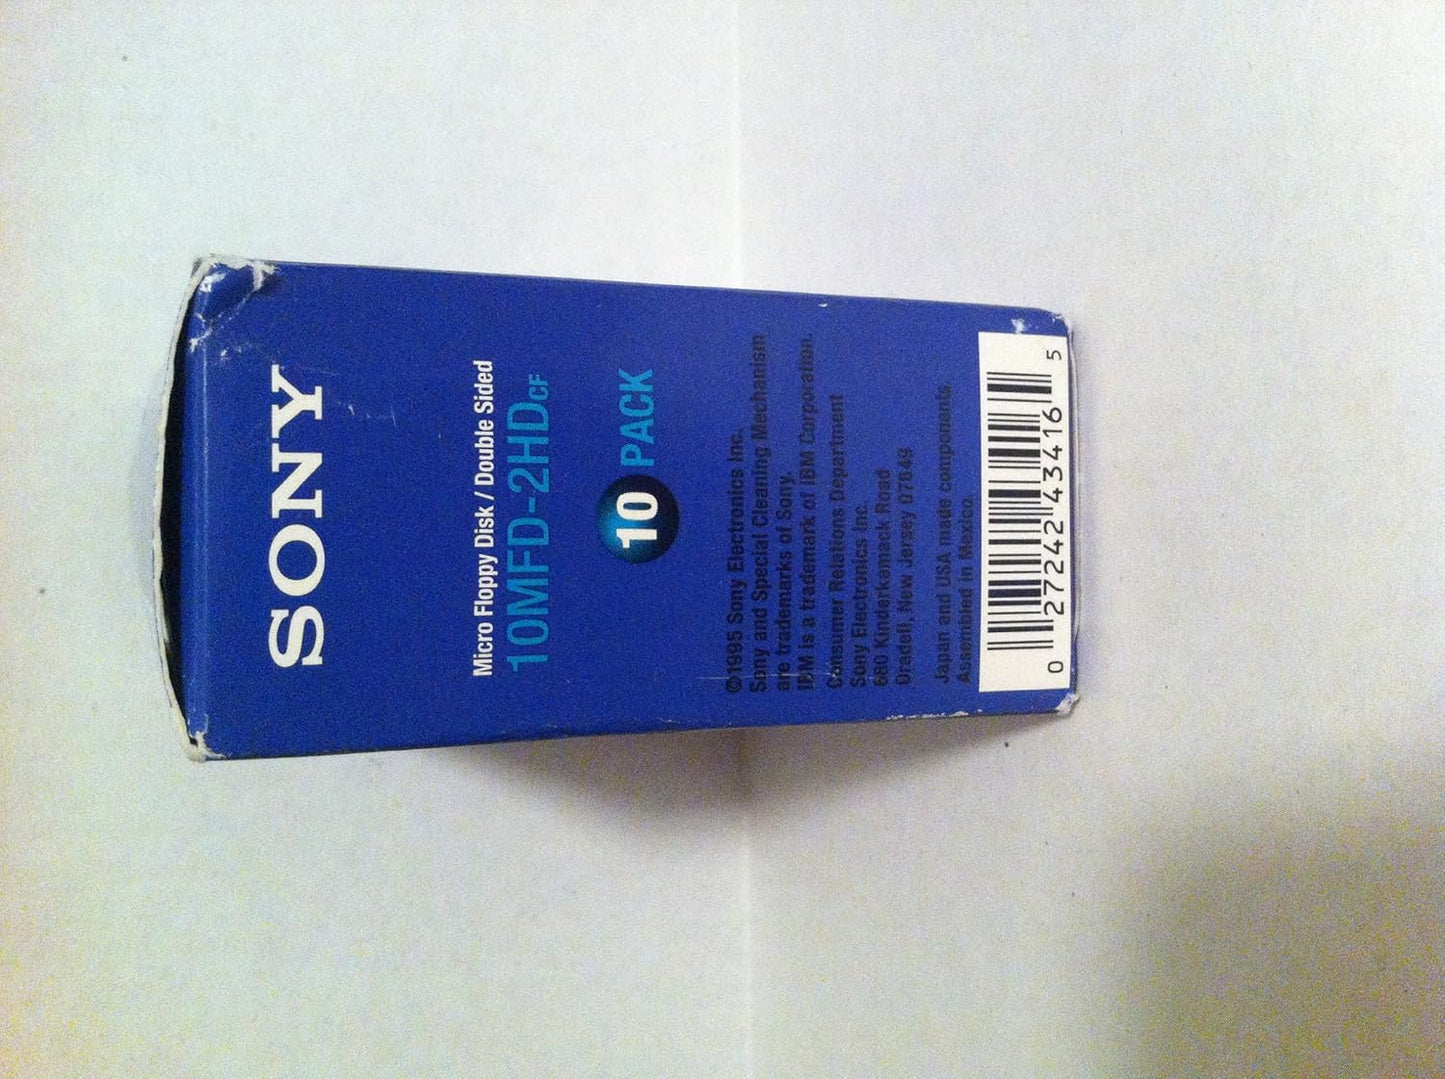 SONY
Micro Floppy Disk / Double Sided
10MFD-2HDCF
10 PACK
©1995 Sony Electronics Inc.
Sony and Special Cleaning Mechanism
are trademarks of Sony.
IBM is a trademark of IBM Corporation.
Consumer Relations Department
Sony Electronics Inc.
680 Kinderkamack Road
Oradell, New Jersey 07649
Japan and USA made components.
Assembled in Mexico.
0 27242 43416 5